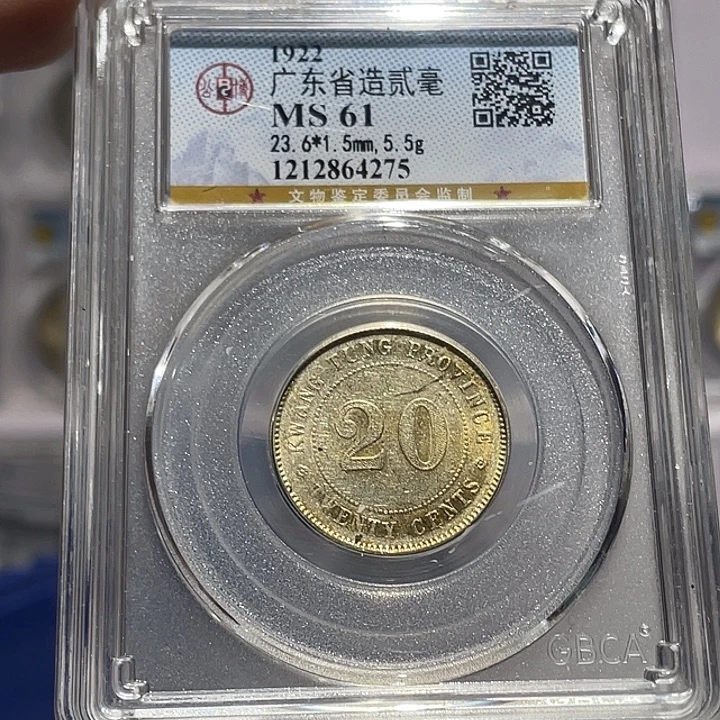 1922
广东省造贰毫
MS 61
23.6*1.5mm,5.5g
1212864275
文物鉴定委员会监制
KWANG TUNG PROVINCE
20
TWENTY CENTS
GBCA